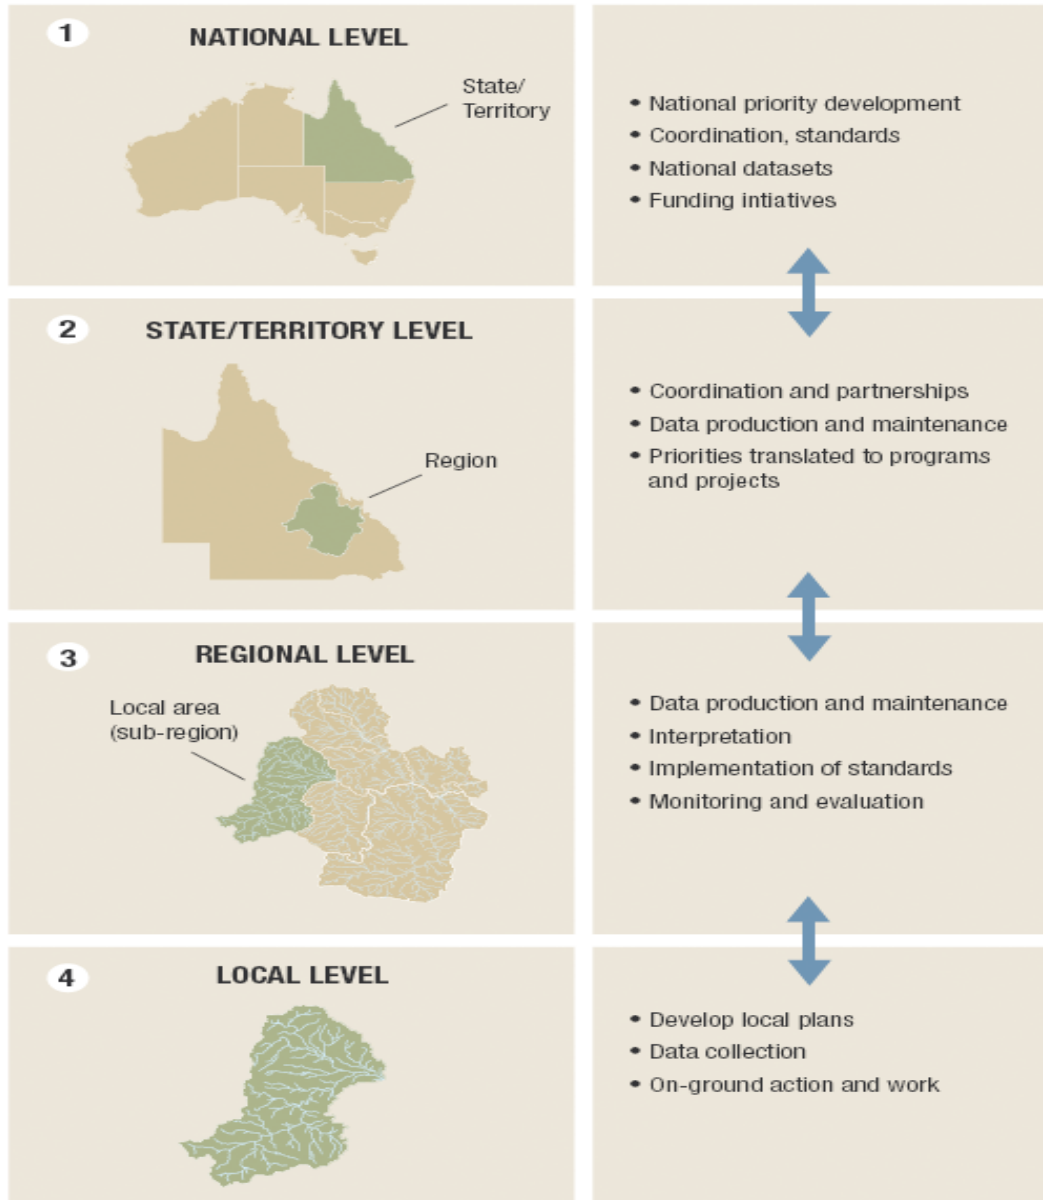 1
NATIONAL LEVEL
State/
Territory
• National priority development
• Coordination, standards
• National datasets
• Funding intiatives
2
STATE/TERRITORY LEVEL
Region
• Coordination and partnerships
• Data production and maintenance
• Priorities translated to programs
and projects
3
REGIONAL LEVEL
Local area
(sub-region)
• Data production and maintenance
• Interpretation
• Implementation of standards
• Monitoring and evaluation
4
LOCAL LEVEL
• Develop local plans
• Data collection
• On-ground action and work